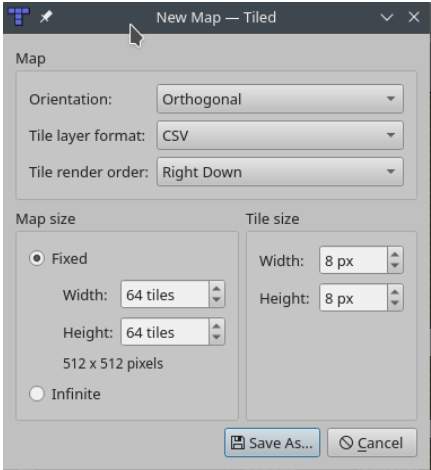 New Map — Tiled
Map
Orientation: Orthogonal
Tile layer format: CSV
Tile render order: Right Down
Map size Tile size
Fixed
Width: 8 px
Width: 64 tiles
Height: 8 px
Height: 64 tiles
512 x 512 pixels
Infinite
Save As... Cancel